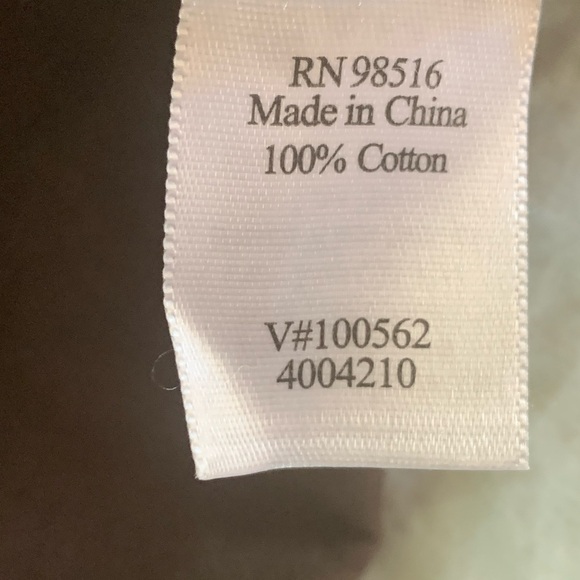 RN 98516
Made in China
100% Cotton
V#100562
4004210